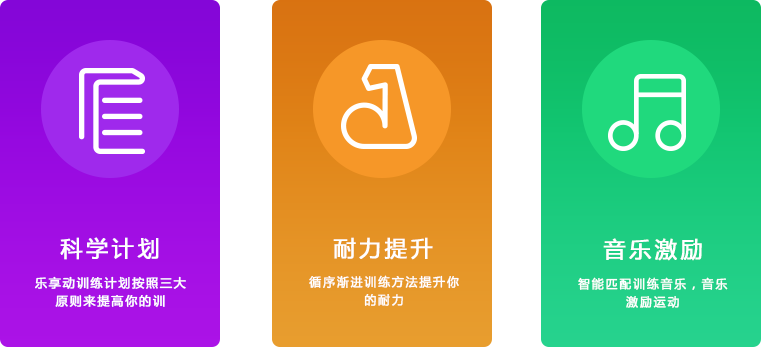 科学计划
乐享动训练计划按照三大
原则来提高你的训
耐力提升
循序渐进训练方法提升你
的耐力
音乐激励
智能匹配训练音乐，音乐
激励运动